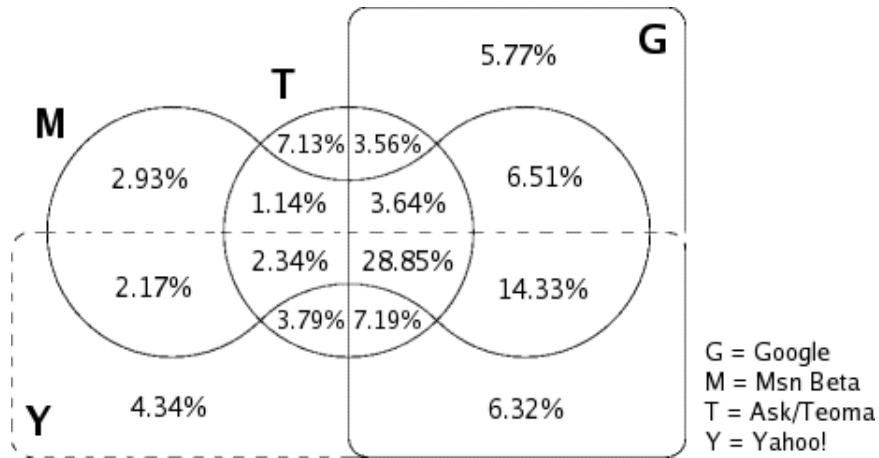 G
5.77%
T
M
7.13% 3.56%
2.93%
6.51%
1.14% 3.64%
2.34% 28.85%
2.17%
14.33%
3.79% 7.19%
G = Google
M = Msn Beta
T = Ask/Teoma
Y = Yahoo!
Y
4.34%
6.32%